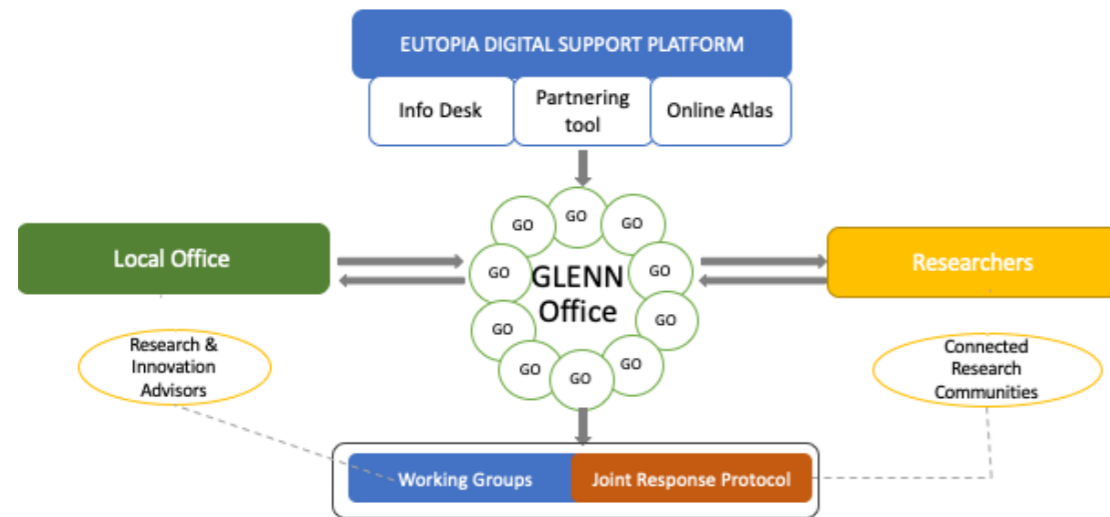 EUTOPIA DIGITAL SUPPORT PLATFORM
Info Desk
Partnering
tool
Online Atlas
GO
GO
GO
GO
GO
GO
GO
GO
GO
GO
GLENN
Office
Local Office
Researchers
Research &
Innovation
Advisors
Connected
Research
Communities
Working Groups
Joint Response Protocol